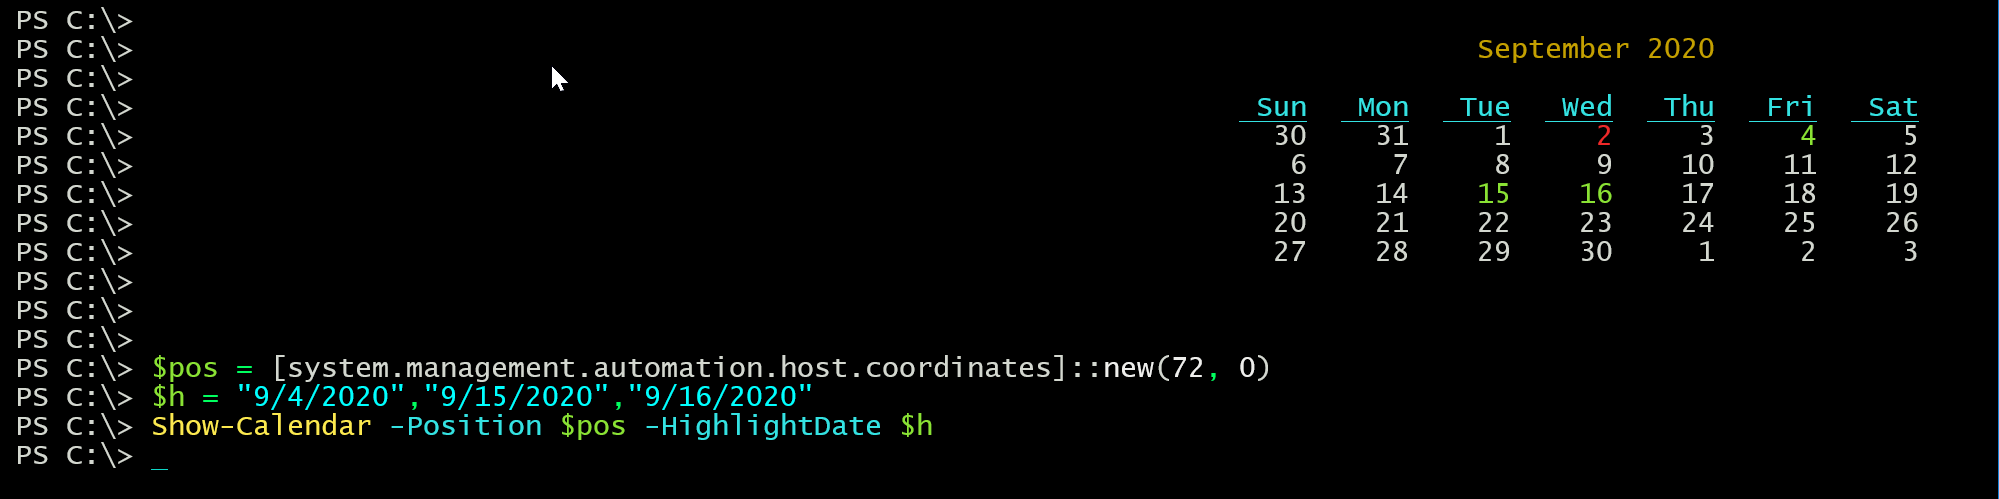 PS C:\>
PS C:\> September 2020
PS C:\>
PS C:\> Sun Mon Tue Wed Thu Fri Sat
PS C:\> 30 31 1 2 3 4 5
PS C:\> 6 7 8 9 10 11 12
PS C:\> 13 14 15 16 17 18 19
PS C:\> 20 21 22 23 24 25 26
PS C:\> 27 28 29 30 1 2 3
PS C:\>
PS C:\>
PS C:\>
PS C:\> $pos = [system.management.automation.host.coordinates]::new(72, 0)
PS C:\> $h = "9/4/2020","9/15/2020","9/16/2020"
PS C:\> Show-Calendar -Position $pos -HighlightDate $h
PS C:\> _